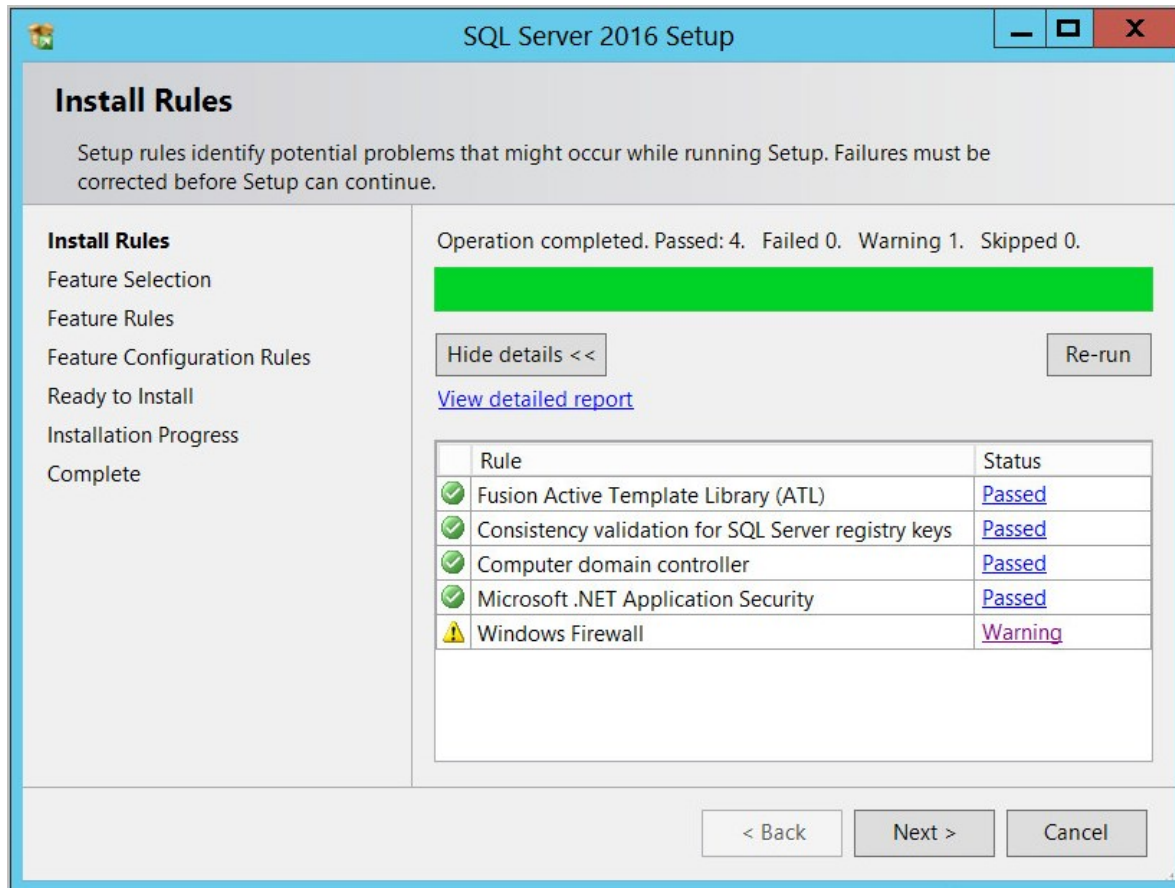 SQL Server 2016 Setup
Install Rules
Setup rules identify potential problems that might occur while running Setup. Failures must be
corrected before Setup can continue.
Install Rules
Feature Selection
Feature Rules
Feature Configuration Rules
Ready to Install
Installation Progress
Complete
Operation completed. Passed: 4. Failed 0. Warning 1. Skipped 0.
Hide details << Re-run
View detailed report
Rule Status
Fusion Active Template Library (ATL) Passed
Consistency validation for SQL Server registry keys Passed
Computer domain controller Passed
Microsoft .NET Application Security Passed
Windows Firewall Warning
< Back Next > Cancel